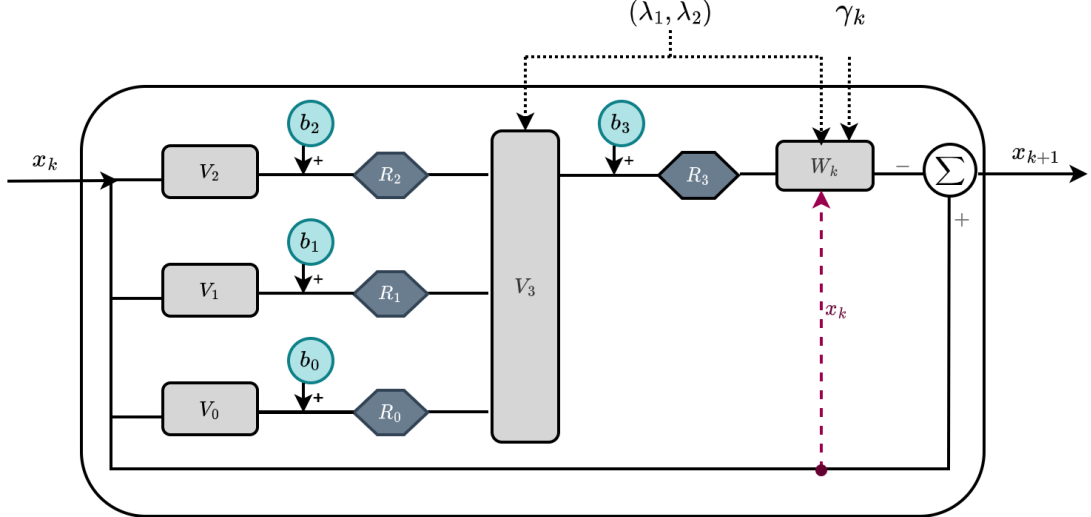 (λ₁, λ₂)
γₖ
xₖ
V₂
b₂
+
R₂
b₃
+
R₃
Wₖ
−
∑
xₖ₊₁
+
V₁
b₁
+
R₁
V₃
xₖ
V₀
b₀
+
R₀